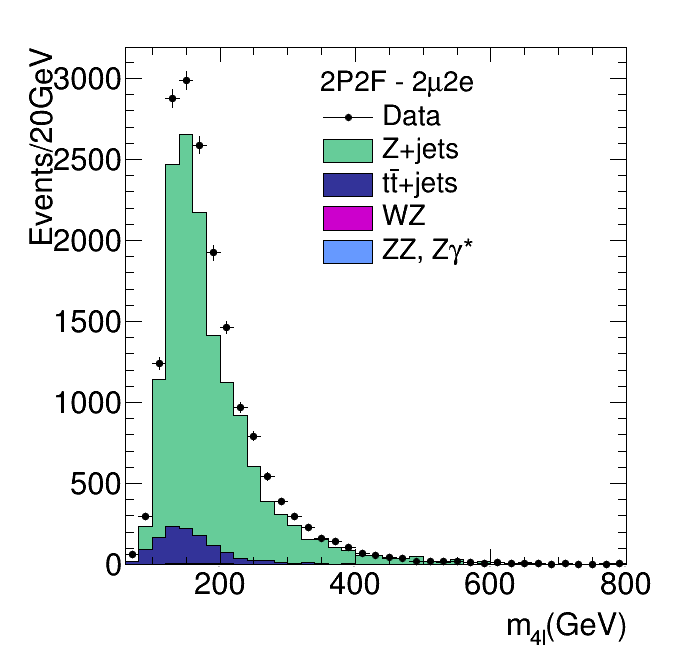 Events/20GeV
3000
2500
2000
1500
1000
500
0
2P2F - 2μ2e
Data
Z+jets
tt̄+jets
WZ
ZZ, Zγ*
200 400 600 800
m4l(GeV)